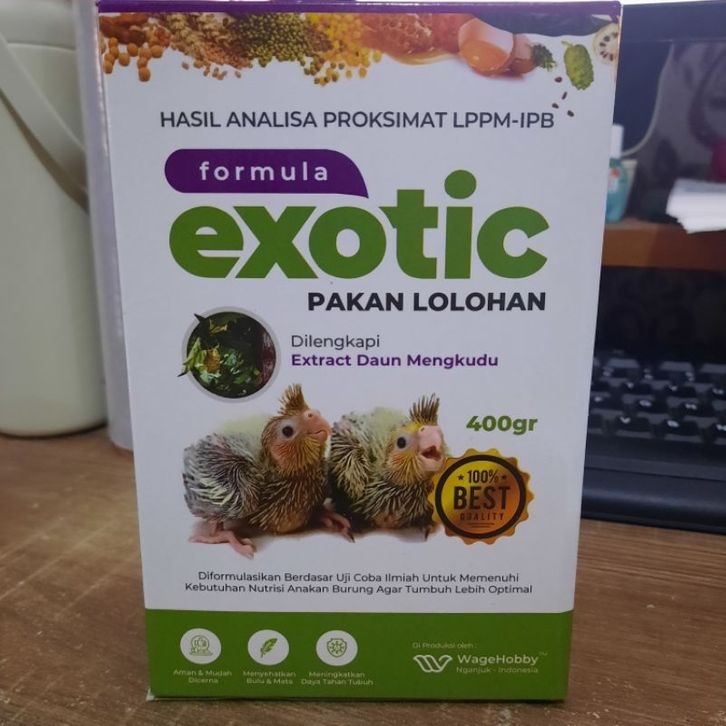 HASIL ANALISA PROKSIMAT LPPM-IPB
formula
exotic
PAKAN LOLOHAN
Dilengkapi
Extract Daun Mengkudu
400gr
100%
BEST
QUALITY
Diformulasikan Berdasar Uji Coba Ilmiah Untuk Memenuhi
Kebutuhan Nutrisi Anakan Burung Agar Tumbuh Lebih Optimal
Aman & Mudah
Dicerna
Menyehatkan
Bulu & Mata
Meningkatkan
Daya Tahan Tubuh
Di Produksi oleh :
WageHobby™
Nganjuk - Indonesia